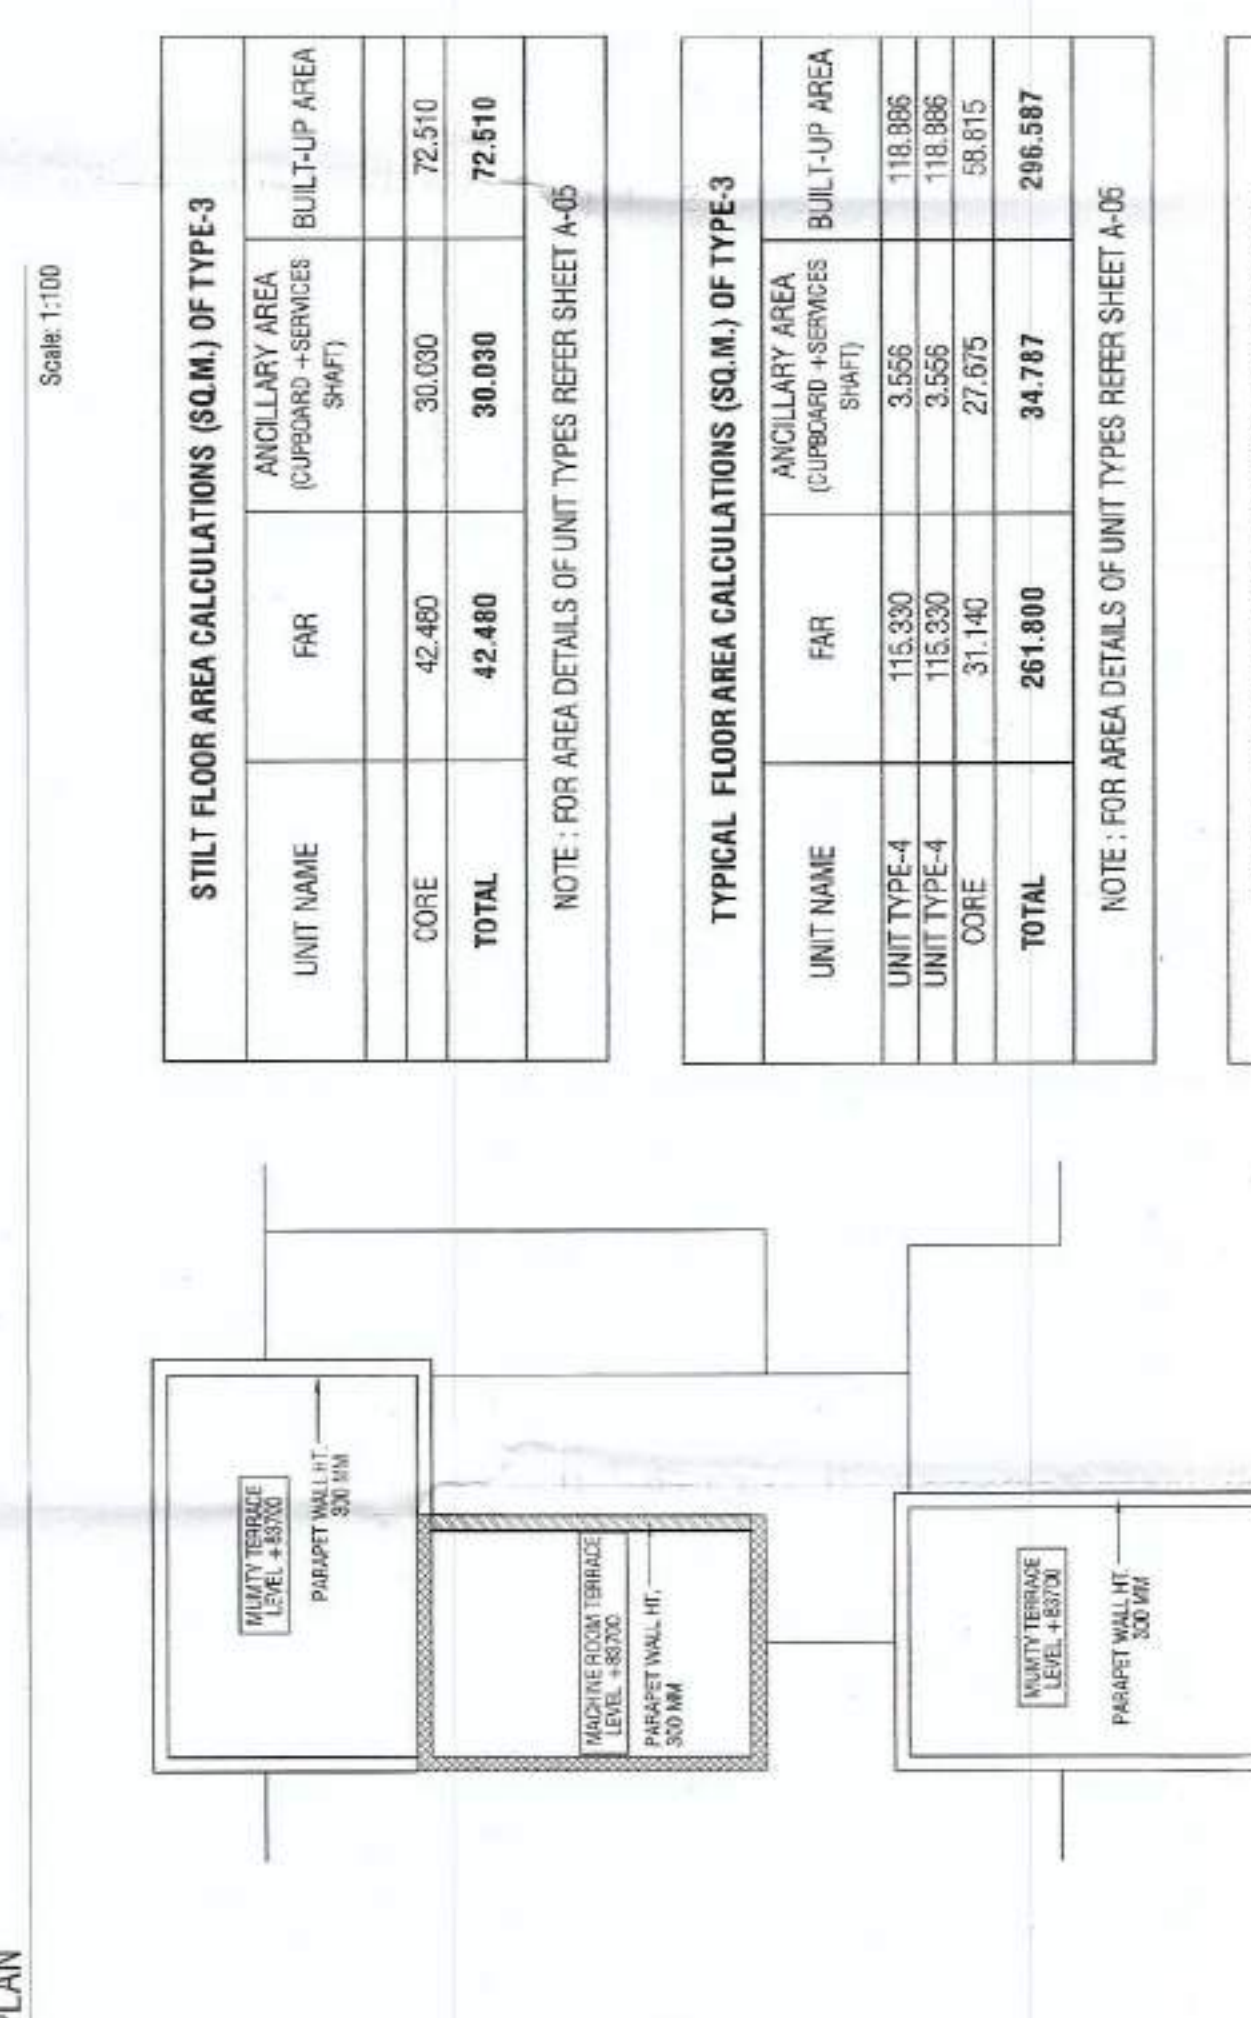 PLAN
Scale: 1:100
STILT FLOOR AREA CALCULATIONS (SQ.M.) OF TYPE-3
UNIT NAME FAR ANCILLARY AREA (CUPBOARD +SERVICES SHAFT) BUILT-UP AREA
CORE 42.480 30.030 72.510
TOTAL 42.480 30.030 72.510
NOTE : FOR AREA DETAILS OF UNIT TYPES REFER SHEET A-05
TYPICAL FLOOR AREA CALCULATIONS (SQ.M.) OF TYPE-3
UNIT NAME FAR ANCILLARY AREA (CUPBOARD +SERVICES SHAFT) BUILT-UP AREA
UNIT TYPE-4 115.330 3.556 118.886
UNIT TYPE-4 115.330 3.556 118.886
CORE 31.140 27.675 58.815
TOTAL 261.800 34.787 296.587
NOTE : FOR AREA DETAILS OF UNIT TYPES REFER SHEET A-05
MUMTY TERRACE
LEVEL +83700
PARAPET WALL HT.
300 MM
MACHINE ROOM TERRACE
LEVEL +83700
PARAPET WALL HT.
300 MM
MUMTY TERRACE
LEVEL +83700
PARAPET WALL HT.
300 MM